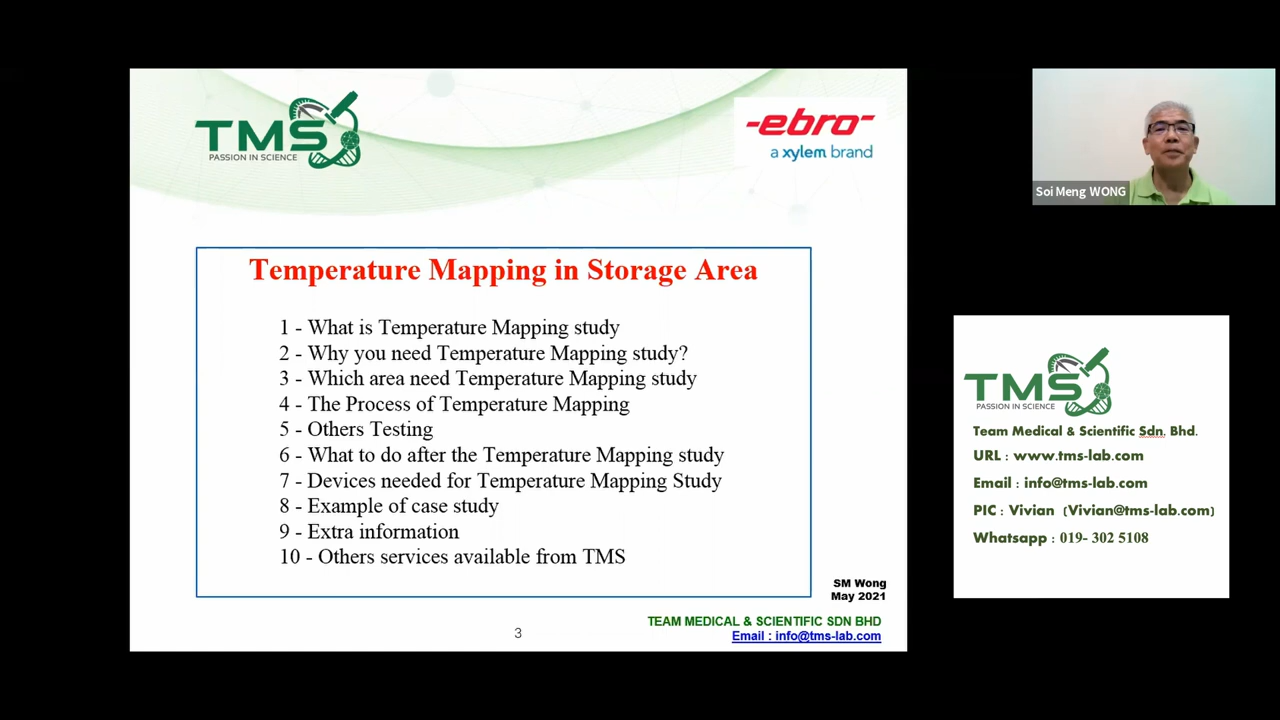 TMS
PASSION IN SCIENCE
-ebro-
a xylem brand
Temperature Mapping in Storage Area
1 - What is Temperature Mapping study
2 - Why you need Temperature Mapping study?
3 - Which area need Temperature Mapping study
4 - The Process of Temperature Mapping
5 - Others Testing
6 - What to do after the Temperature Mapping study
7 - Devices needed for Temperature Mapping Study
8 - Example of case study
9 - Extra information
10 - Others services available from TMS
SM Wong
May 2021
TEAM MEDICAL & SCIENTIFIC SDN BHD
Email : info@tms-lab.com
3
Soi Meng WONG
TMS
PASSION IN SCIENCE
Team Medical & Scientific Sdn. Bhd.
URL : www.tms-lab.com
Email : info@tms-lab.com
PIC : Vivian (Vivian@tms-lab.com)
Whatsapp : 019- 302 5108